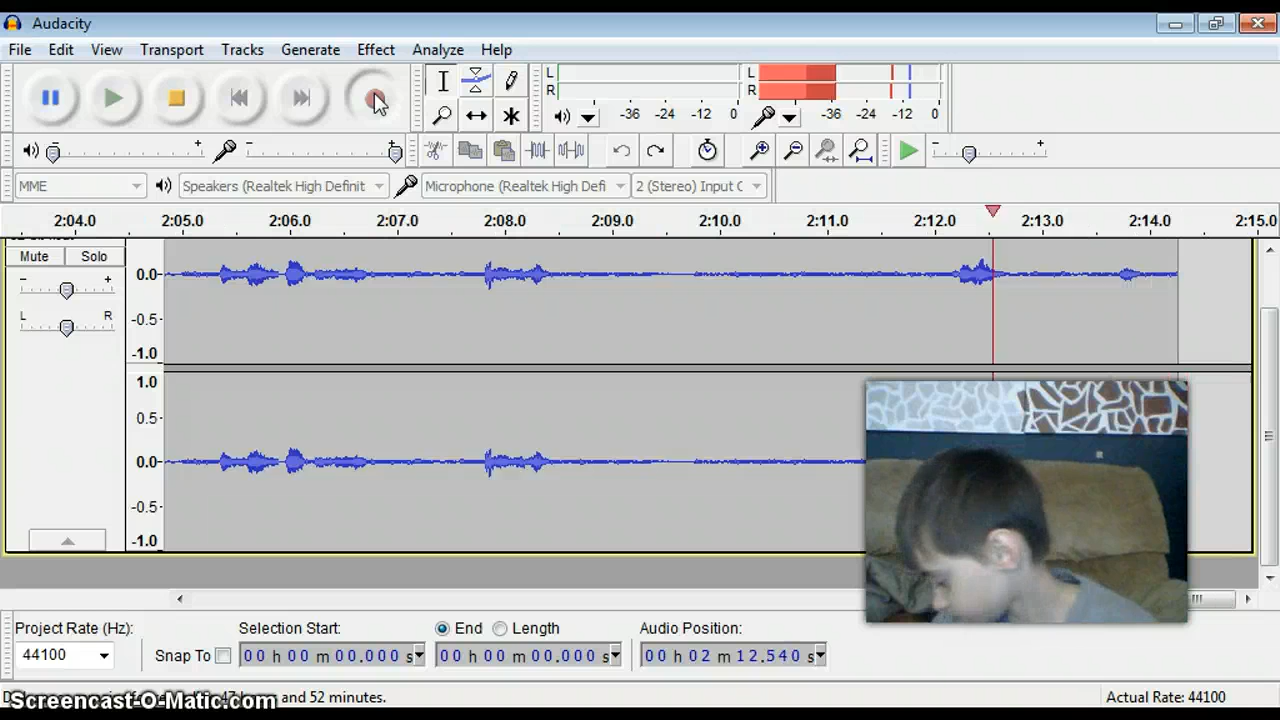 Audacity
File Edit View Transport Tracks Generate Effect Analyze Help
L L
R R
-36 -24 -12 0 -36 -24 -12 0
- + - + - +
MME Speakers (Realtek High Definit Microphone (Realtek High Defi 2 (Stereo) Input C
2:04.0 2:05.0 2:06.0 2:07.0 2:08.0 2:09.0 2:10.0 2:11.0 2:12.0 2:13.0 2:14.0 2:15.0
Mute Solo
- +
L R
0.0
-0.5
-1.0
1.0
0.5
0.0
-0.5
-1.0
Project Rate (Hz): Selection Start: End Length Audio Position:
44100 Snap To 00 h 00 m 00.000 s 00 h 00 m 00.000 s 00 h 02 m 12.540 s
and 52 minutes. Actual Rate: 44100
Screencast-O-Matic.com